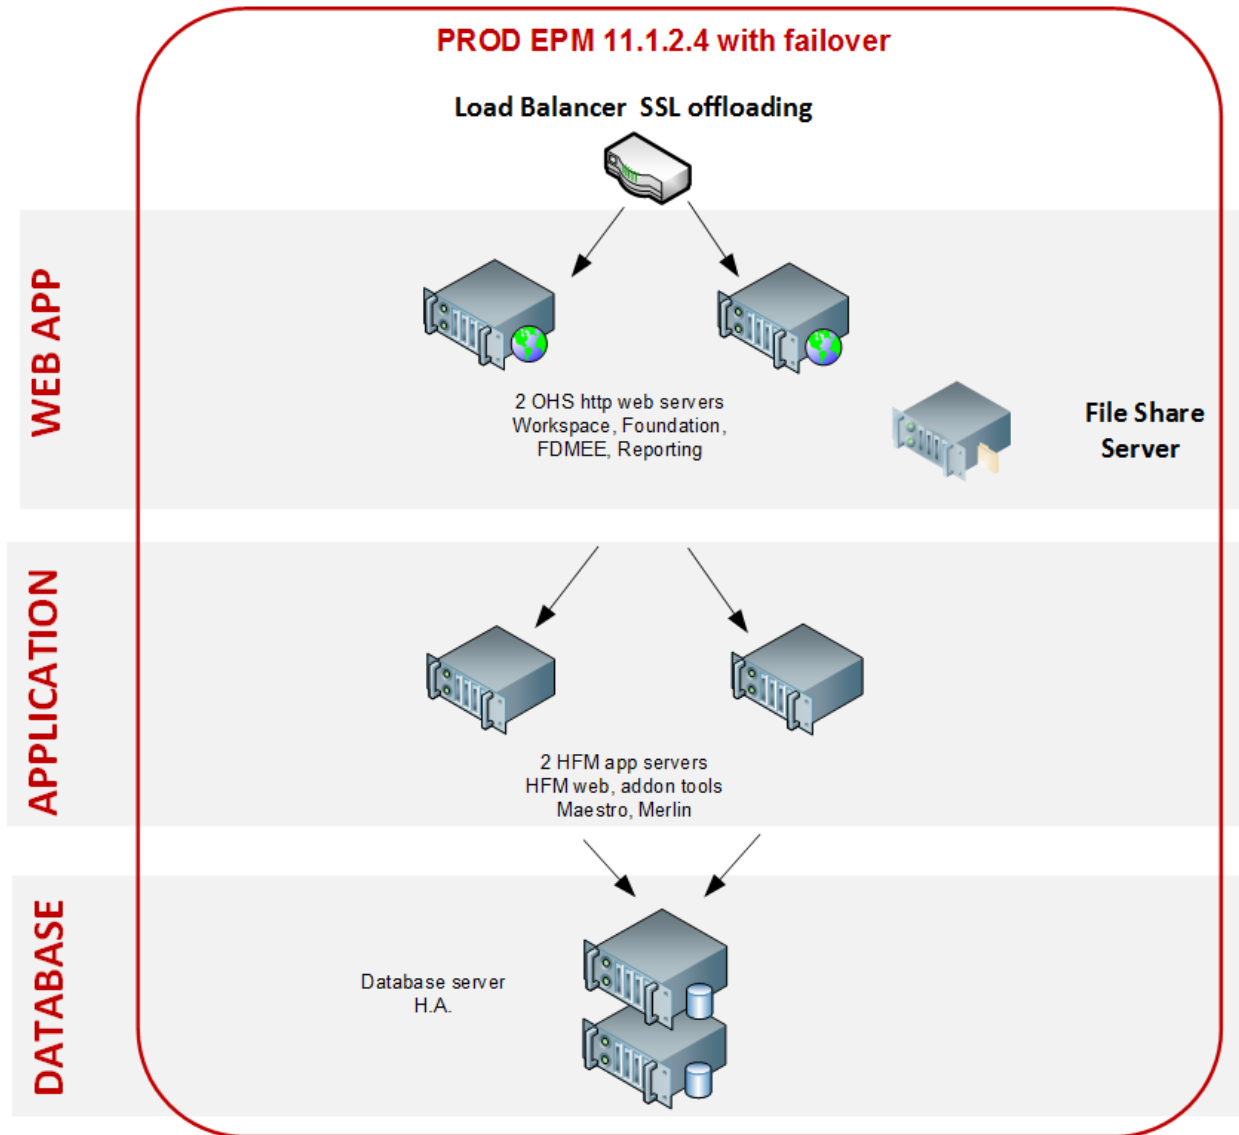 PROD EPM 11.1.2.4 with failover
Load Balancer SSL offloading
WEB APP
2 OHS http web servers
Workspace, Foundation,
FDMEE, Reporting
File Share
Server
APPLICATION
2 HFM app servers
HFM web, addon tools
Maestro, Merlin
DATABASE
Database server
H.A.